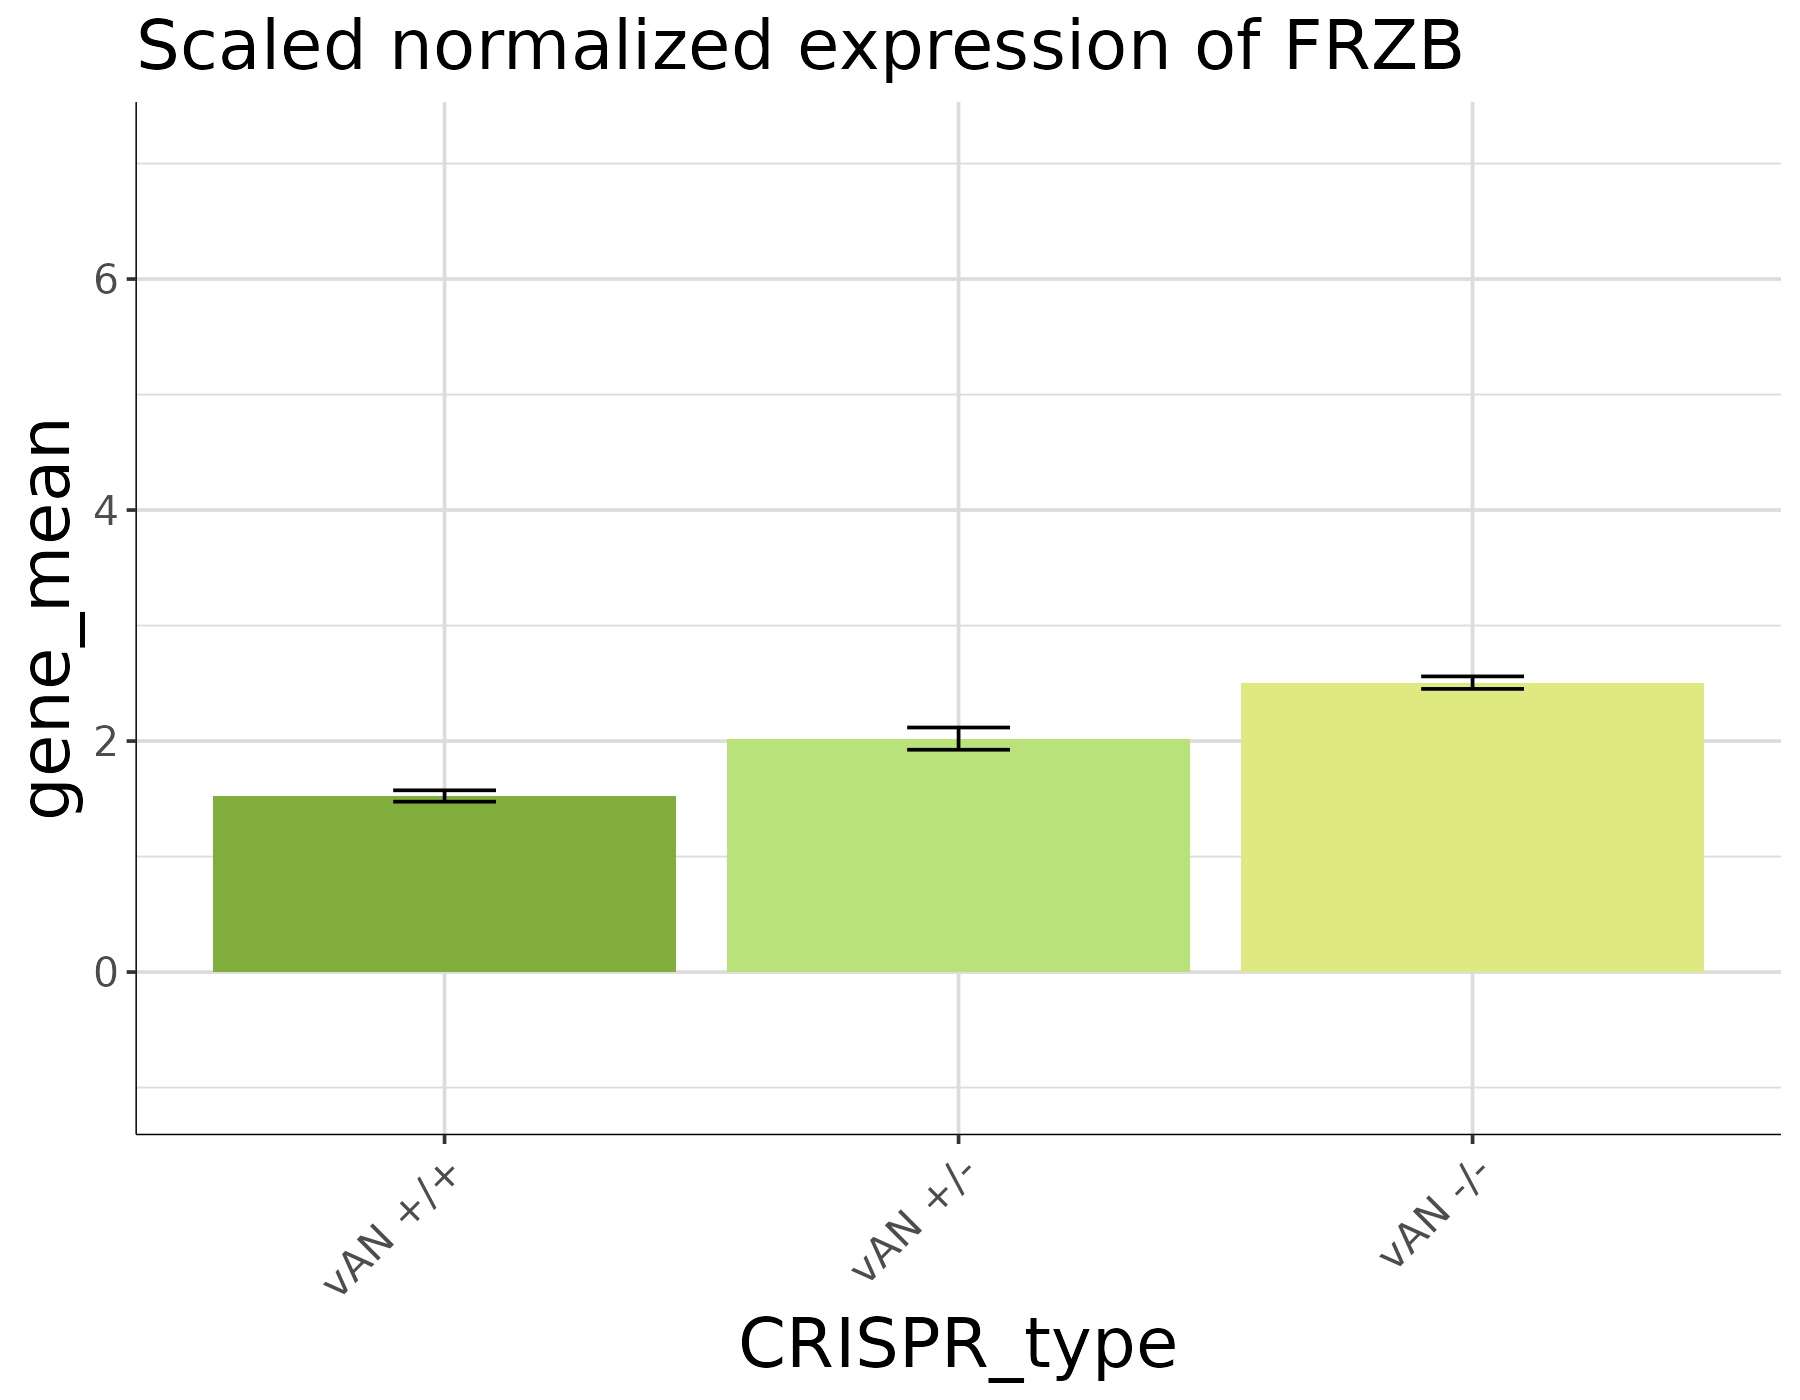 Scaled normalized expression of FRZB
gene_mean
6
4
2
0
vAN +/+
vAN +/-
vAN -/-
CRISPR_type